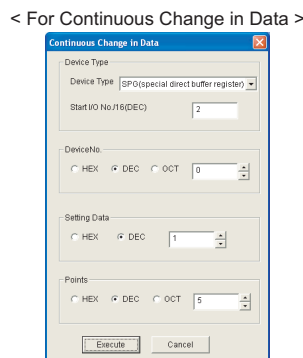 < For Continuous Change in Data >
Continuous Change in Data
Device Type
Device Type SPG(special direct buffer register)
Start I/O No./16(DEC) 2
DeviceNo.
HEX DEC OCT 0
Setting Data
HEX DEC 1
Points
HEX DEC OCT 5
Execute Cancel